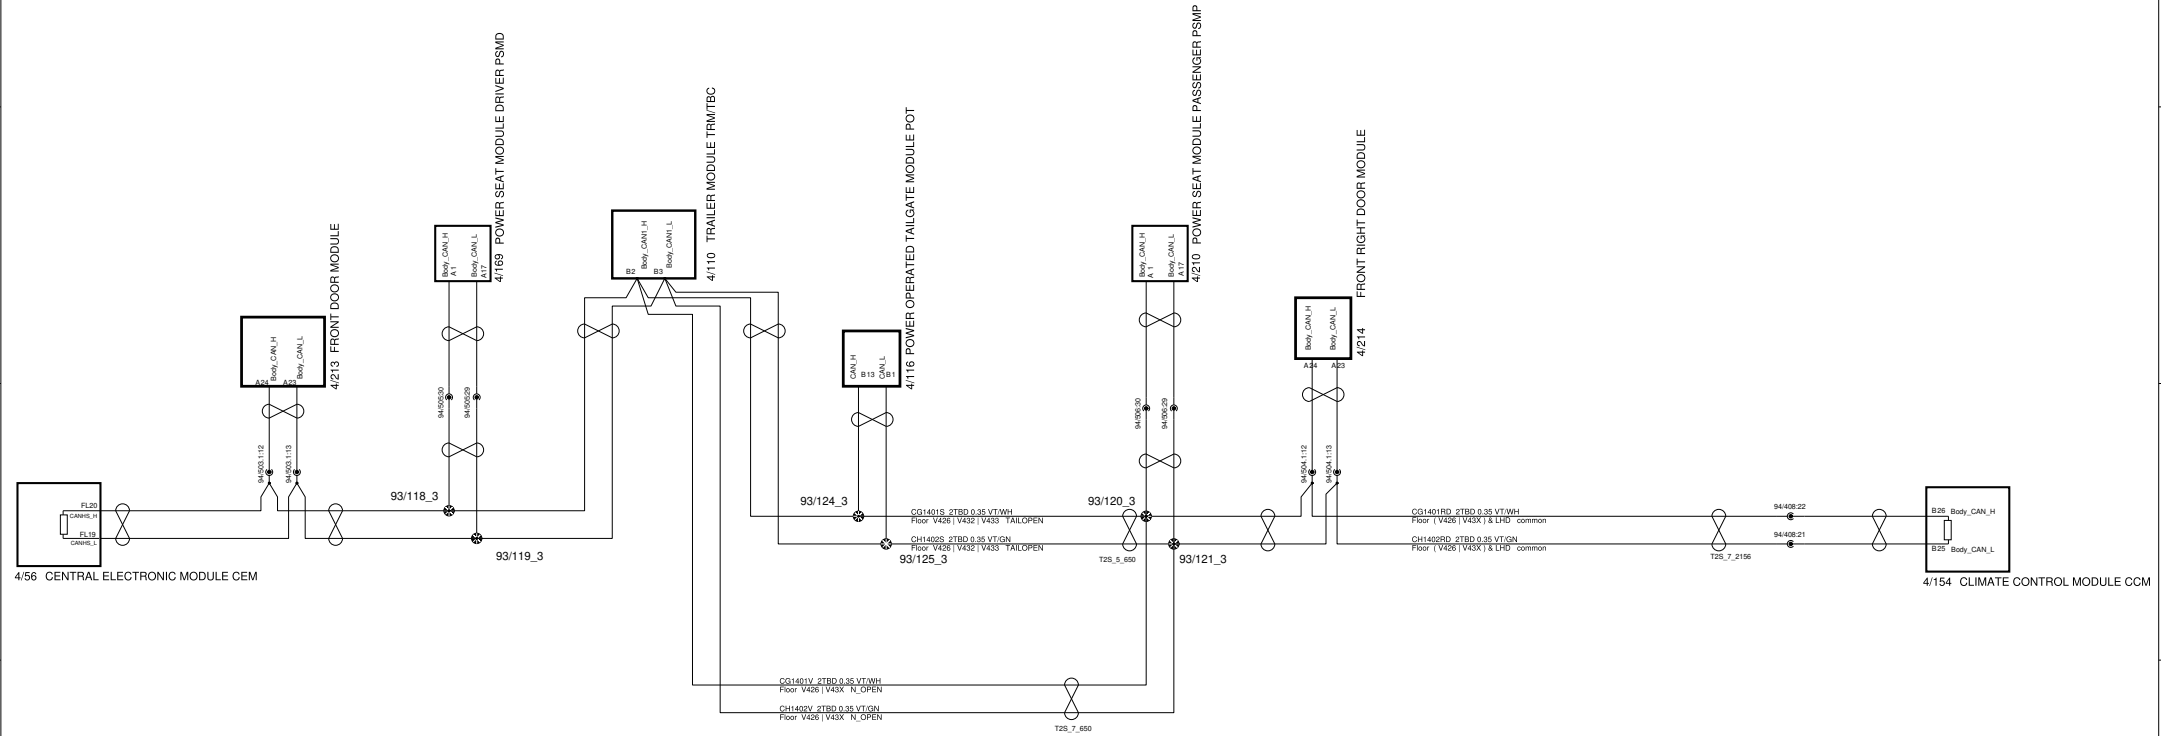 POWER SEAT MODULE PASSENGER PSMP
4/210
POWER SEAT MODULE DRIVER PSMD
4/169
TRAILER MODULE TRM/TBC
4/110
POWER OPERATED TAILGATE MODULE POT
4/116
FRONT RIGHT DOOR MODULE
4/214
FRONT DOOR MODULE
4/213
Body_CAN_H
A1
Body_CAN_L
A17
Body_CAN1_H
Body_CAN1_L
B2
B3
Body_CAN_H
A 1
Body_CAN_L
A17
Body_CAN_H
Body_CAN_L
A24
A23
Body_CAN_H
Body_CAN_L
A24
A23
CAN_H
B13
CAN_L
B1
94/505:30
94/505:29
94/506:30
94/506:29
94/503.1:12
94/503.1:13
94/504.1:12
94/504.1:13
93/118_3
93/124_3
93/120_3
FL20
CANHS_H
FL19
CANHS_L
CG1401S 2TBD 0.35 VT/WH
Floor V426 | V432 | V433 TAILOPEN
CG1401RD 2TBD 0.35 VT/WH
Floor ( V426 | V43X ) & LHD common
94/408:22
B26 Body_CAN_H
CH1402S 2TBD 0.35 VT/GN
Floor V426 | V432 | V433 TAILOPEN
CH1402RD 2TBD 0.35 VT/GN
Floor ( V426 | V43X ) & LHD common
94/408:21
B25 Body_CAN_L
93/119_3
93/125_3
T2S_5_650
93/121_3
T2S_7_2156
4/56 CENTRAL ELECTRONIC MODULE CEM
4/154 CLIMATE CONTROL MODULE CCM
CG1401V 2TBD 0.35 VT/WH
Floor V426 | V43X N_OPEN
CH1402V 2TBD 0.35 VT/GN
Floor V426 | V43X N_OPEN
T2S_7_650